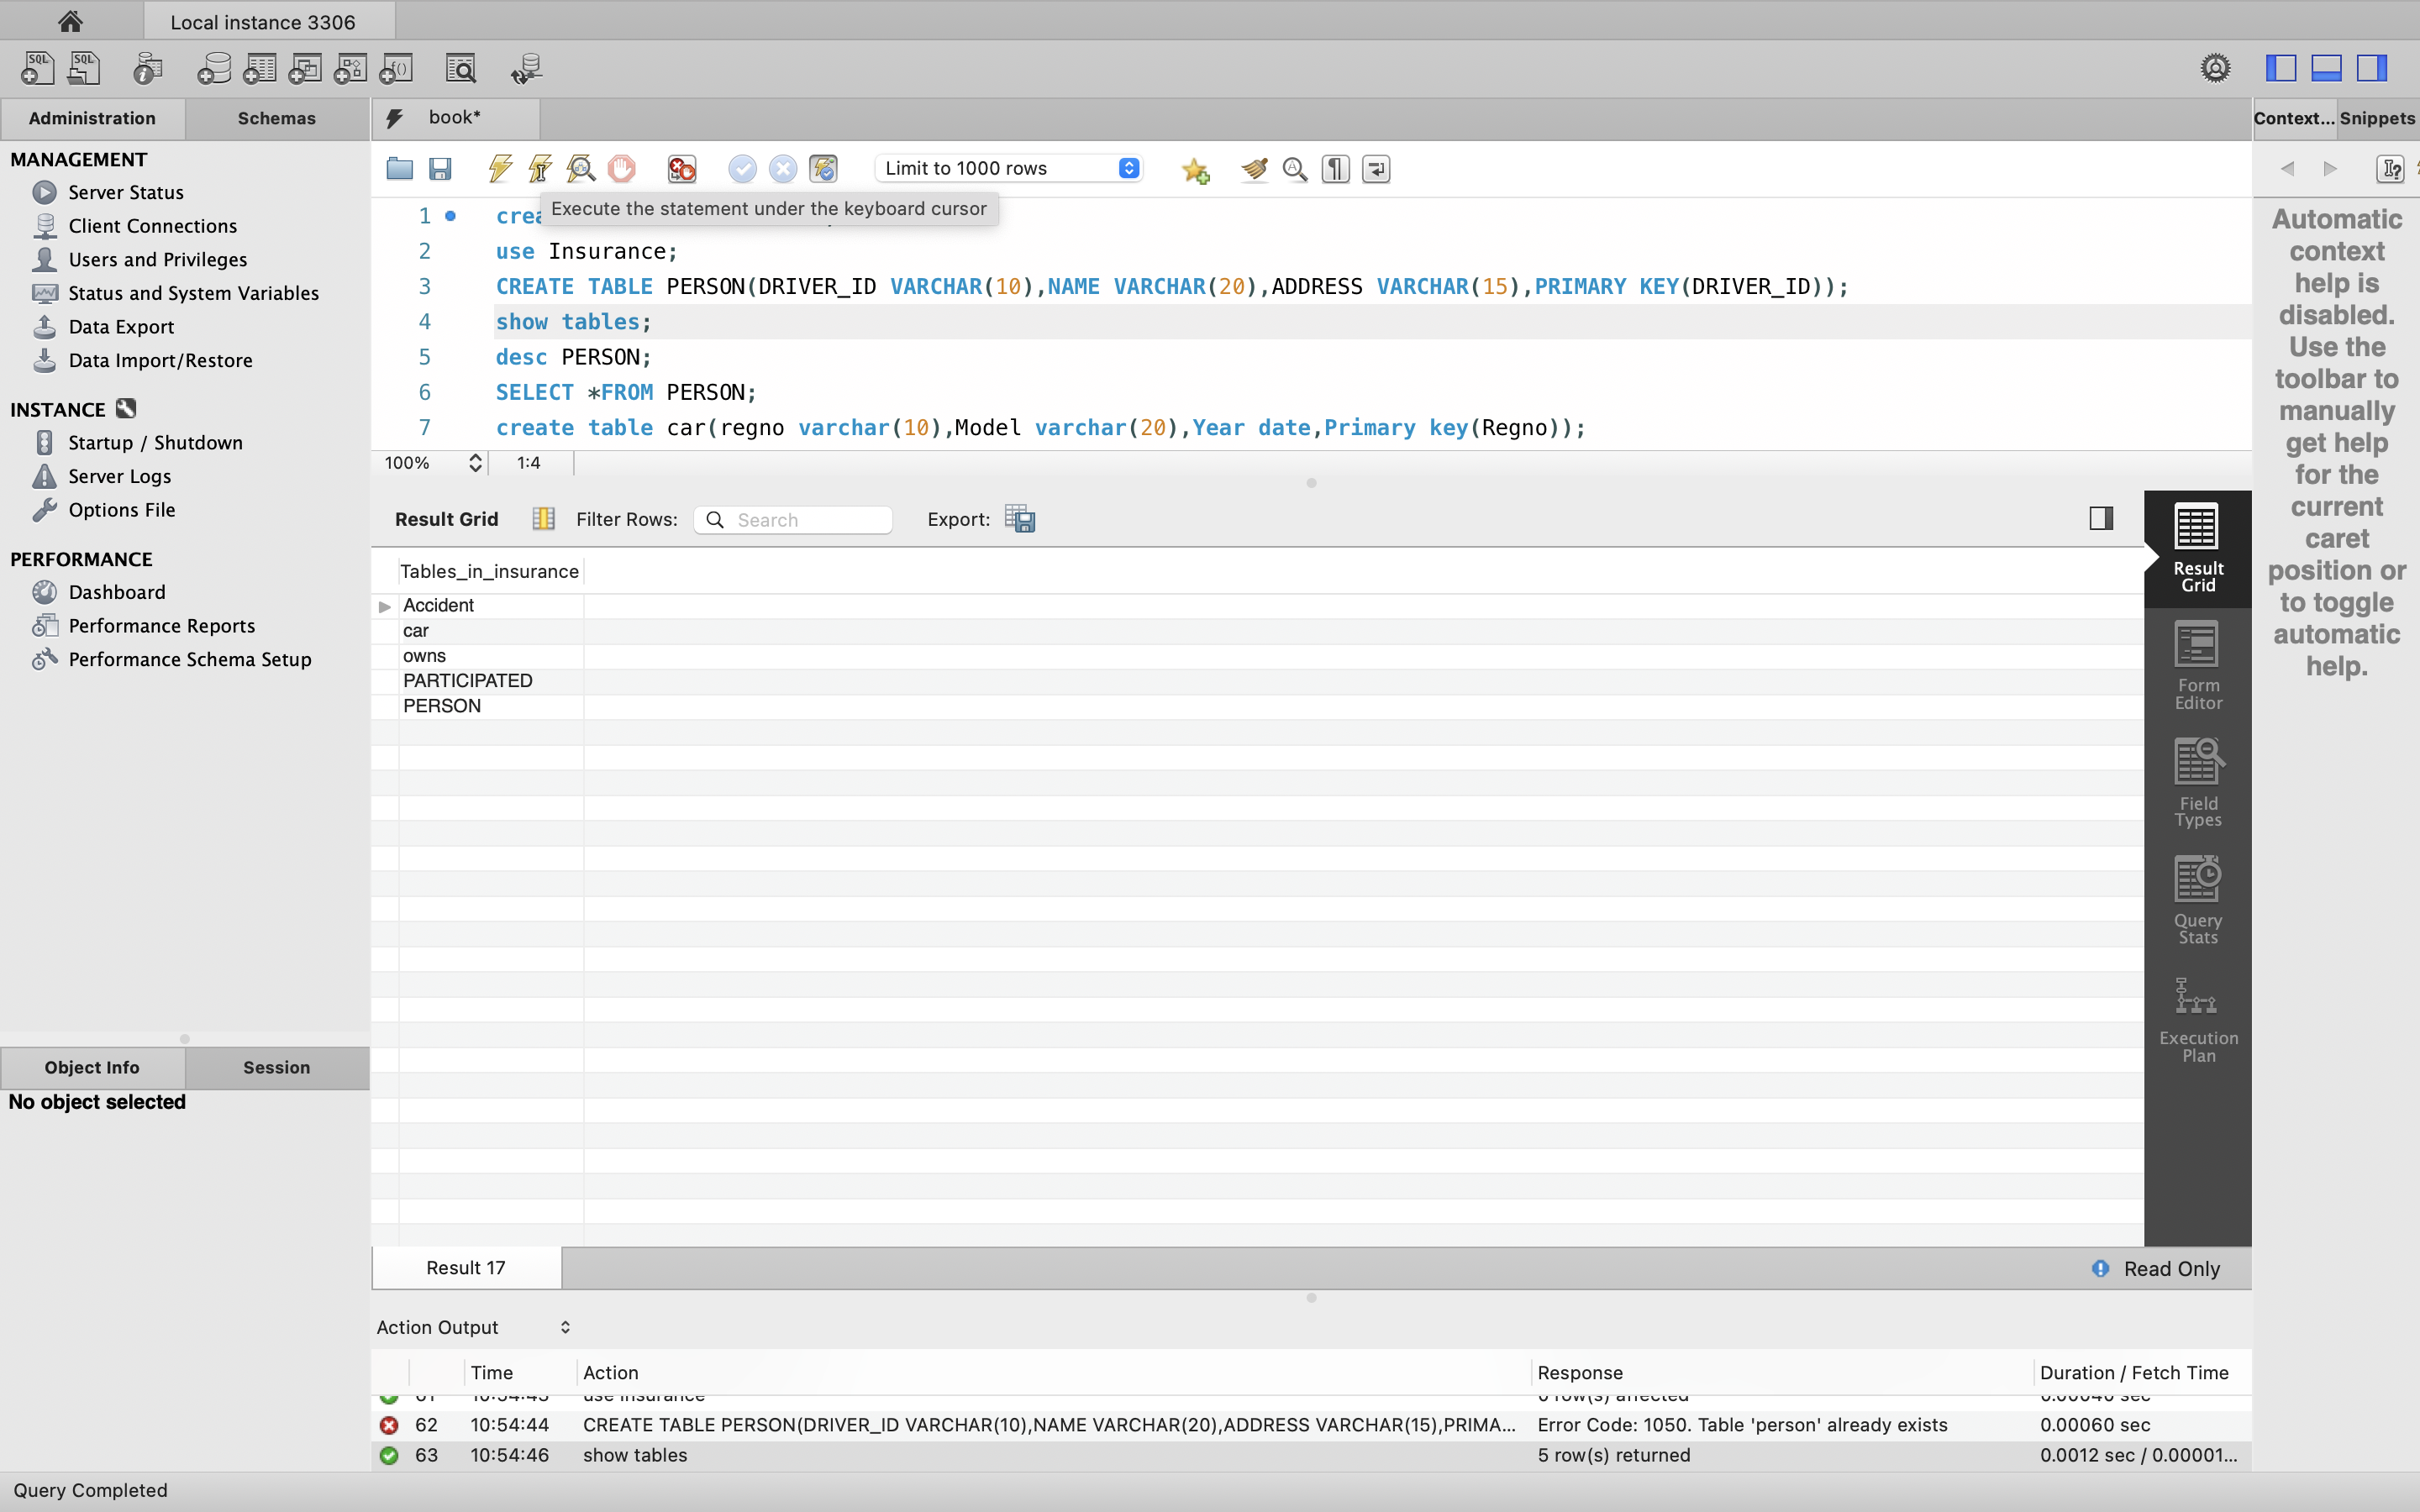 Local instance 3306
Administration
Schemas
book*
Context...
Snippets
MANAGEMENT
Server Status
Client Connections
Users and Privileges
Status and System Variables
Data Export
Data Import/Restore
INSTANCE
Startup / Shutdown
Server Logs
Options File
PERFORMANCE
Dashboard
Performance Reports
Performance Schema Setup
Object Info
Session
No object selected
Limit to 1000 rows
Execute the statement under the keyboard cursor
1 crea
2 use Insurance;
3 CREATE TABLE PERSON(DRIVER_ID VARCHAR(10),NAME VARCHAR(20),ADDRESS VARCHAR(15),PRIMARY KEY(DRIVER_ID));
4 show tables;
5 desc PERSON;
6 SELECT *FROM PERSON;
7 create table car(regno varchar(10),Model varchar(20),Year date,Primary key(Regno));
100%
1:4
Result Grid
Filter Rows:
Search
Export:
Tables_in_insurance
Accident
car
owns
PARTICIPATED
PERSON
Result
Grid
Form
Editor
Field
Types
Query
Stats
Execution
Plan
Automatic
context
help is
disabled.
Use the
toolbar to
manually
get help
for the
current
caret
position or
to toggle
automatic
help.
Result 17
Read Only
Action Output
Time Action Response Duration / Fetch Time
61 10:54:43 use Insurance 0 row(s) affected 0.00040 sec
62 10:54:44 CREATE TABLE PERSON(DRIVER_ID VARCHAR(10),NAME VARCHAR(20),ADDRESS VARCHAR(15),PRIMA... Error Code: 1050. Table 'person' already exists 0.00060 sec
63 10:54:46 show tables 5 row(s) returned 0.0012 sec / 0.00001...
Query Completed